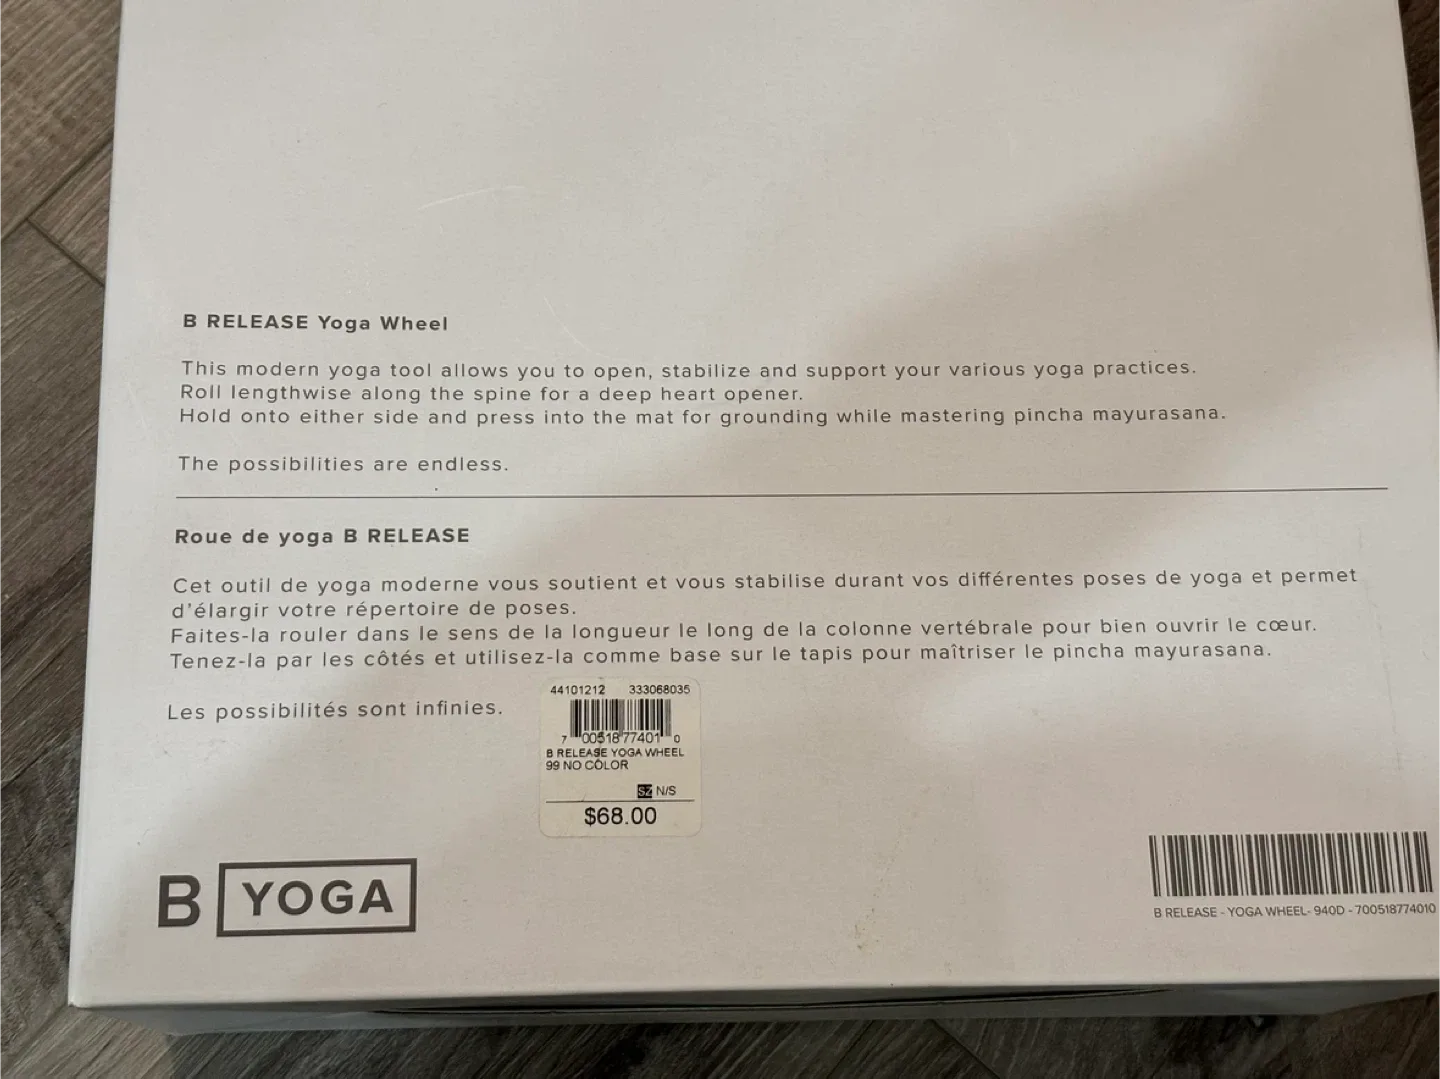 B RELEASE Yoga Wheel
This modern yoga tool allows you to open, stabilize and support your various yoga practices.
Roll lengthwise along the spine for a deep heart opener.
Hold onto either side and press into the mat for grounding while mastering pincha mayurasana.
The possibilities are endless.
Roue de yoga B RELEASE
Cet outil de yoga moderne vous soutient et vous stabilise durant vos différentes poses de yoga et permet
d'élargir votre répertoire de poses.
Faites-la rouler dans le sens de la longueur le long de la colonne vertébrale pour bien ouvrir le cœur.
Tenez-la par les côtés et utilisez-la comme base sur le tapis pour maîtriser le pincha mayurasana.
Les possibilités sont infinies.
44101212 333068035
7 00518 77401 0
B RELEASE YOGA WHEEL
99 NO COLOR
SZ N/S
$68.00
B YOGA
B RELEASE - YOGA WHEEL- 940D - 700518774010